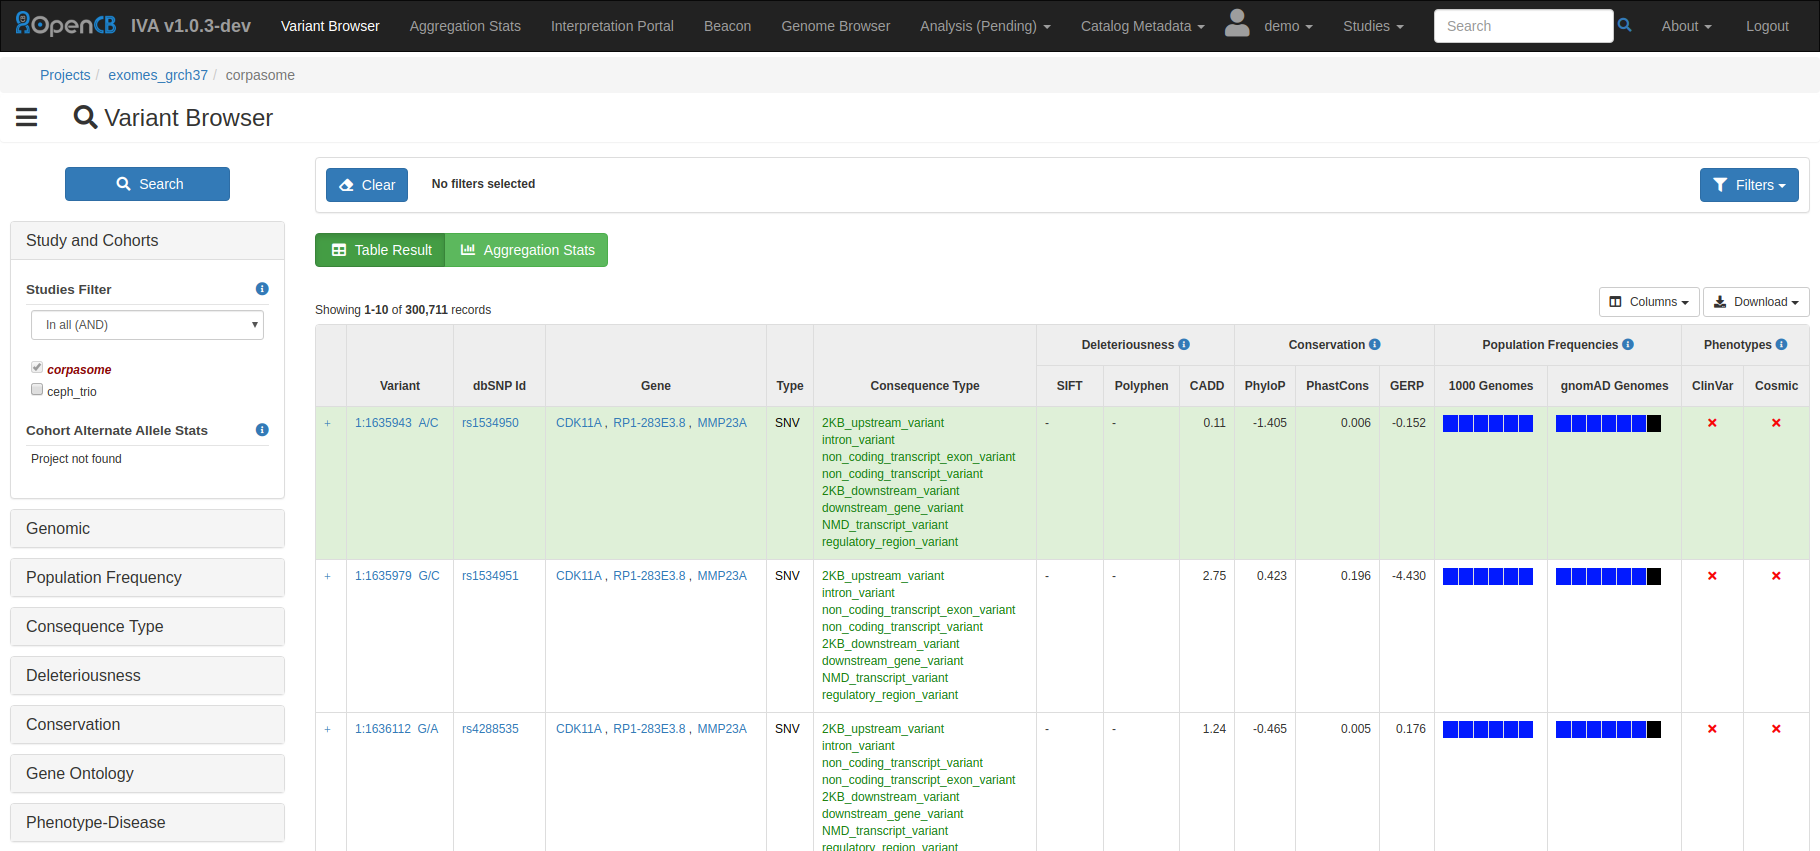 OpenCB IVA v1.0.3-dev Variant Browser Aggregation Stats Interpretation Portal Beacon Genome Browser Analysis (Pending) Catalog Metadata demo Studies Search About Logout
Projects / exomes_grch37 / corpasome
Variant Browser
Search
Clear No filters selected Filters
Study and Cohorts
Studies Filter
In all (AND)
corpasome
ceph_trio
Cohort Alternate Allele Stats
Project not found
Genomic
Population Frequency
Consequence Type
Deleteriousness
Conservation
Gene Ontology
Phenotype-Disease
Table Result Aggregation Stats
Showing 1-10 of 300,711 records Columns Download
Deleteriousness Conservation Population Frequencies Phenotypes
Variant dbSNP Id Gene Type Consequence Type SIFT Polyphen CADD PhyloP PhastCons GERP 1000 Genomes gnomAD Genomes ClinVar Cosmic
+ 1:1635943 A/C rs1534950 CDK11A , RP1-283E3.8 , MMP23A SNV 2KB_upstream_variant - - 0.11 -1.405 0.006 -0.152
intron_variant
non_coding_transcript_exon_variant
non_coding_transcript_variant
2KB_downstream_variant
downstream_gene_variant
NMD_transcript_variant
regulatory_region_variant
+ 1:1635979 G/C rs1534951 CDK11A , RP1-283E3.8 , MMP23A SNV 2KB_upstream_variant - - 2.75 0.423 0.196 -4.430
intron_variant
non_coding_transcript_exon_variant
non_coding_transcript_variant
2KB_downstream_variant
downstream_gene_variant
NMD_transcript_variant
regulatory_region_variant
+ 1:1636112 G/A rs4288535 CDK11A , RP1-283E3.8 , MMP23A SNV 2KB_upstream_variant - - 1.24 -0.465 0.005 0.176
intron_variant
non_coding_transcript_variant
non_coding_transcript_exon_variant
2KB_downstream_variant
downstream_gene_variant
NMD_transcript_variant
regulatory_region_variant